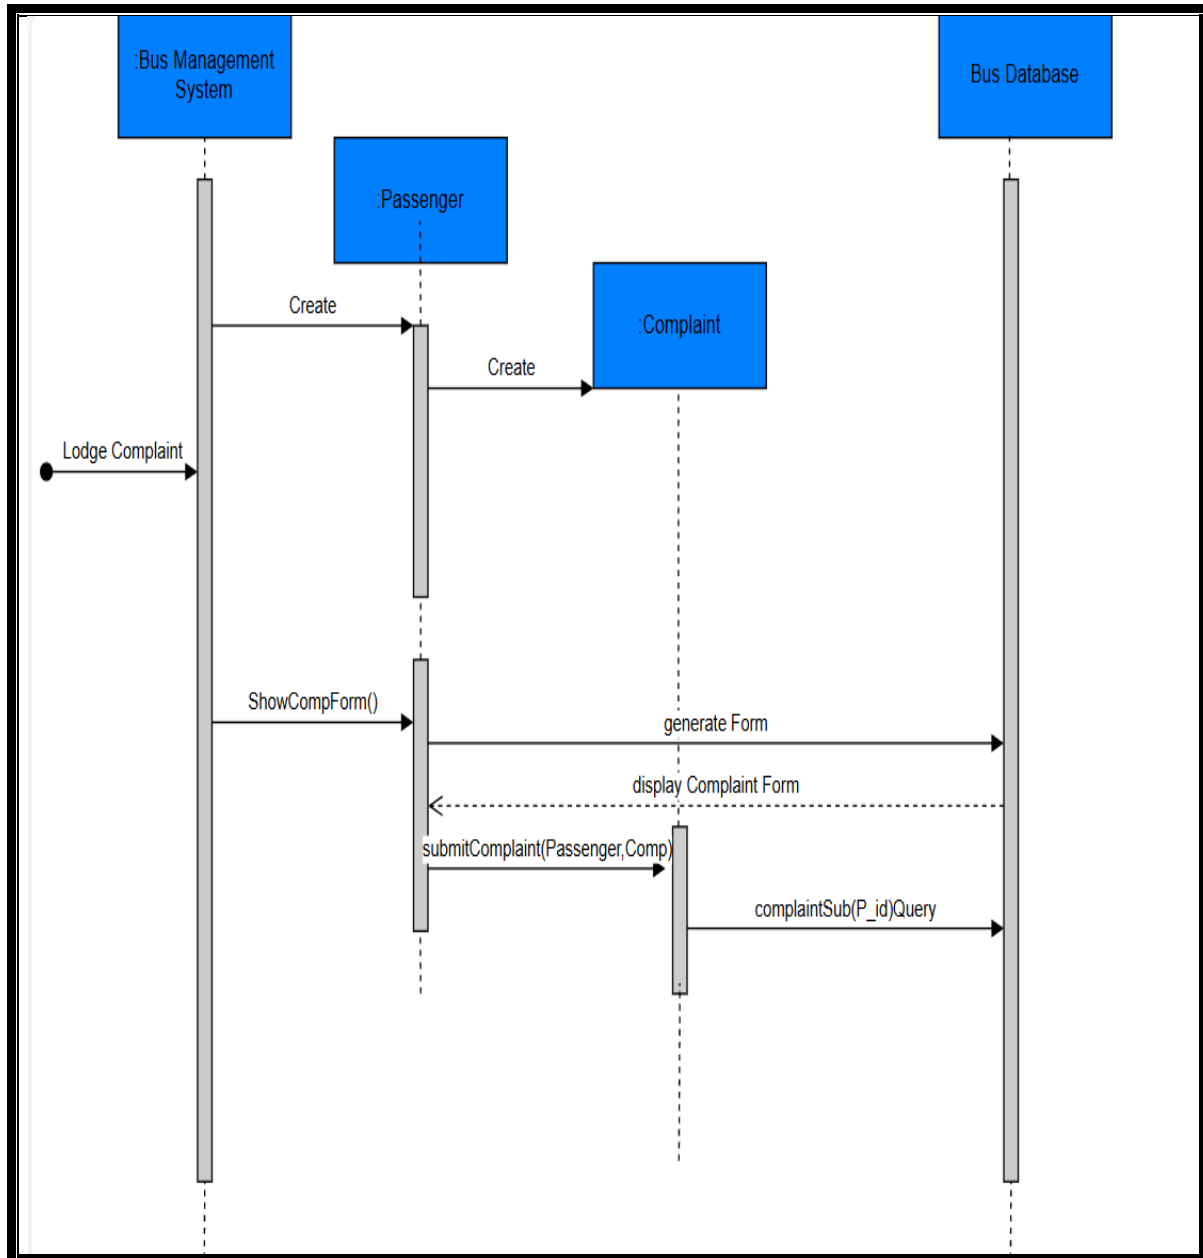 :Bus Management
System
Bus Database
:Passenger
Create
:Complaint
Create
Lodge Complaint
ShowCompForm()
generate Form
display Complaint Form
submitComplaint(Passenger,Comp)
complaintSub(P_id)Query